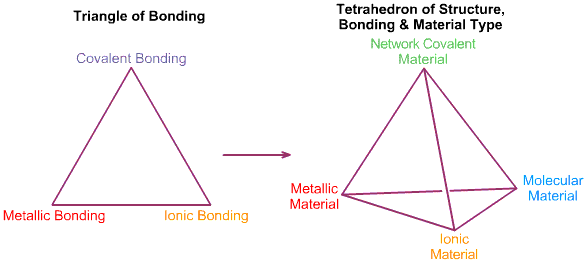 Triangle of Bonding
Covalent Bonding
Metallic Bonding
Ionic Bonding
Tetrahedron of Structure,
Bonding & Material Type
Network Covalent
Material
Metallic
Material
Molecular
Material
Ionic
Material